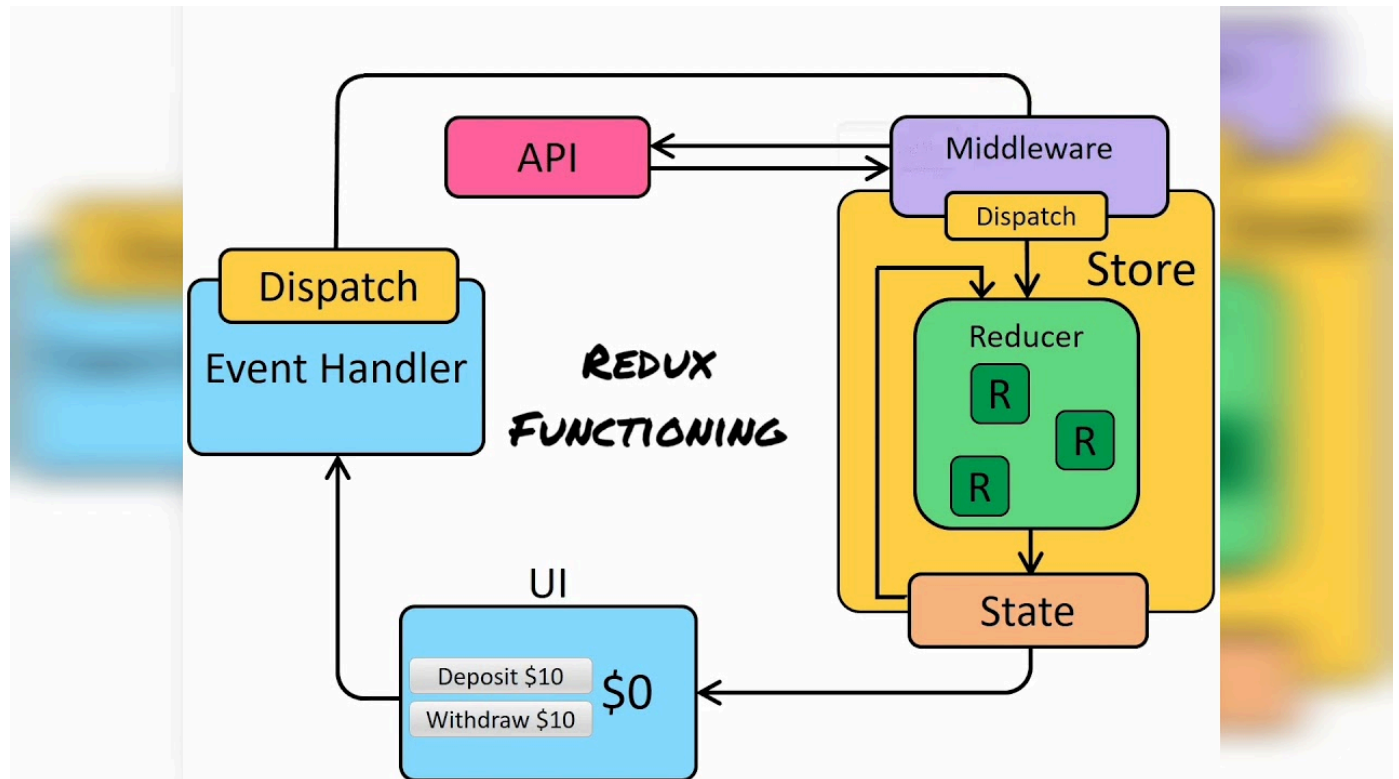 API
Middleware
Dispatch
Store
Dispatch
Event Handler
REDUX
FUNCTIONING
Reducer
R
R
R
State
UI
Deposit $10
Withdraw $10
$0